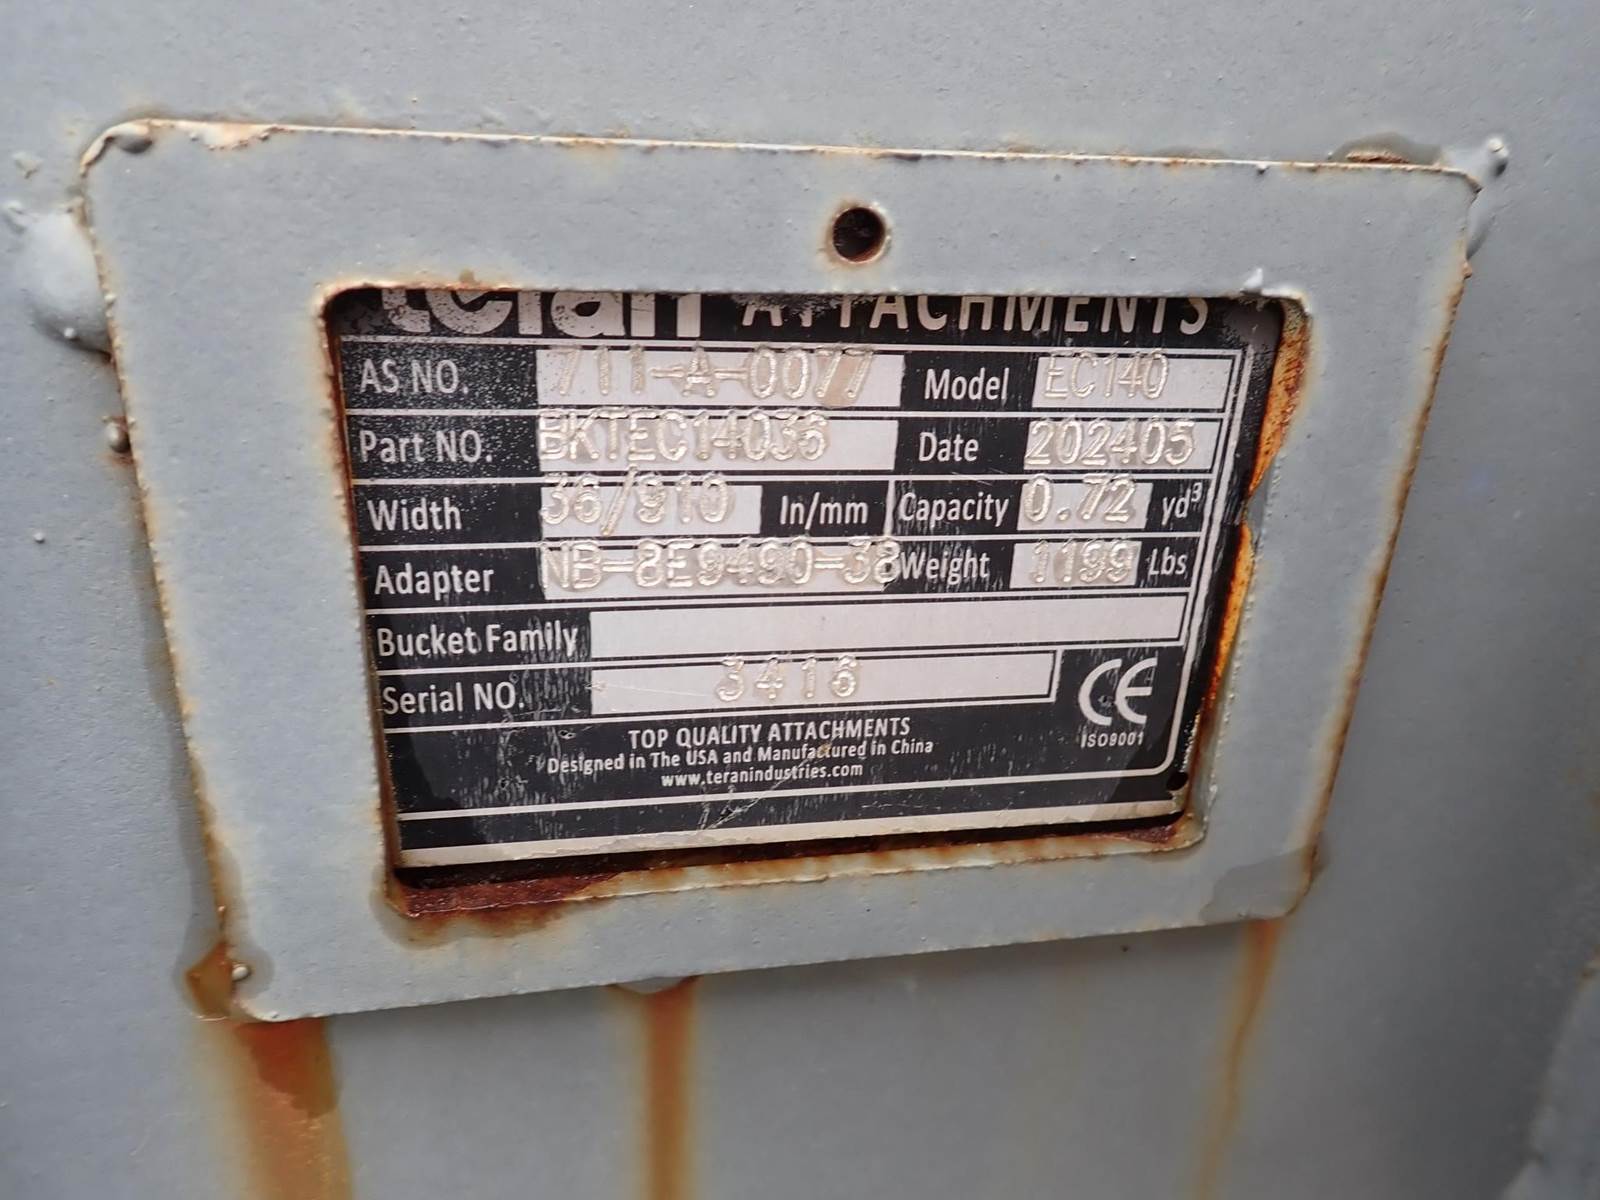 teran ATTACHMENTS
AS NO. 711-A-0077 Model EC140
Part NO. BKTEC14036 Date 202405
Width 36/910 In/mm Capacity 0.72 yd³
Adapter NB-8E9490-38 Weight 1199 Lbs
Bucket Family
Serial NO. 3416
CE
ISO9001
TOP QUALITY ATTACHMENTS
Designed in The USA and Manufactured in China
www.teranindustries.com